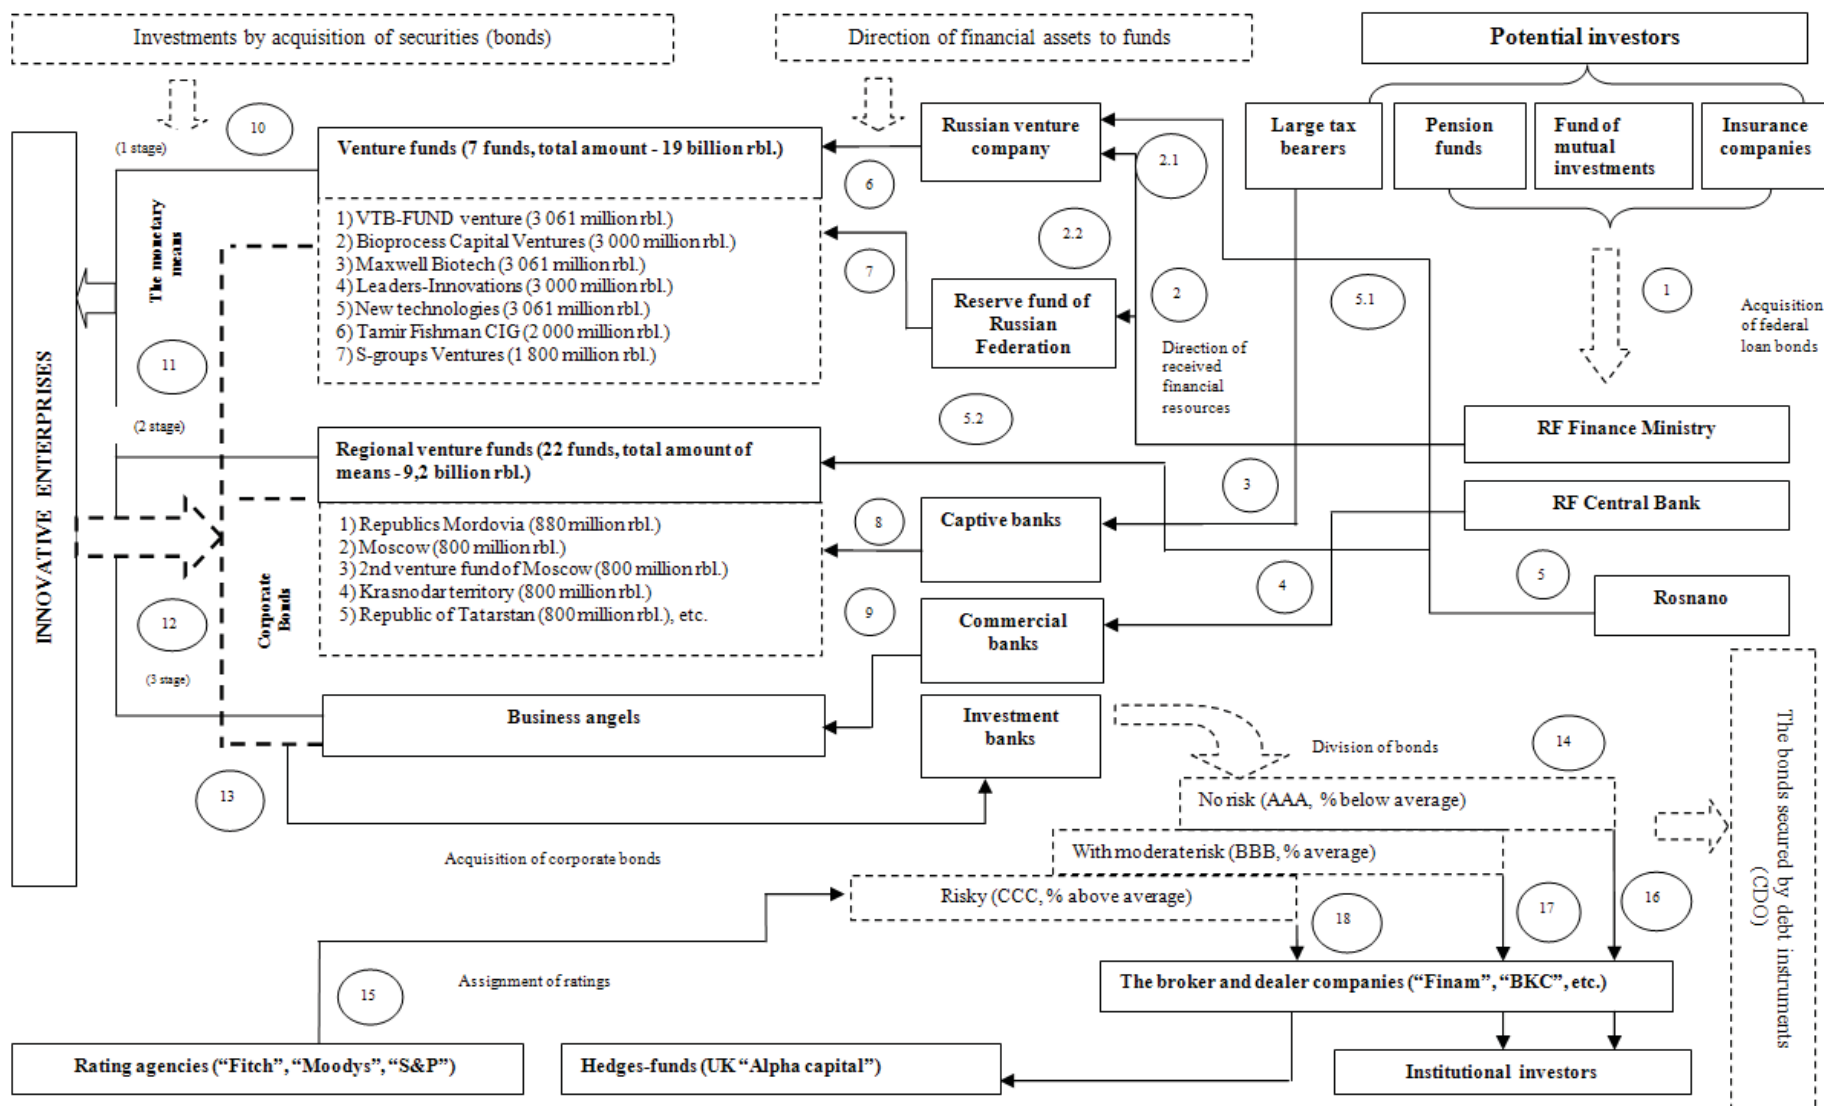 Investments by acquisition of securities (bonds)
Direction of financial assets to funds
Potential investors
Large tax
bearers
Pension
funds
Fund of
mutual
investments
Insurance
companies
10
(1 stage)
Venture funds (7 funds, total amount - 19 billion rbl.)
Russian venture
company
2.1
6
1) VTB-FUND venture (3 061 million rbl.)
2) Bioprocess Capital Ventures (3 000 million rbl.)
3) Maxwell Biotech (3 061 million rbl.)
4) Leaders-Innovations (3 000 million rbl.)
5) New technologies (3 061 million rbl.)
6) Tamir Fishman CIG (2 000 million rbl.)
7) S-groups Ventures (1 800 million rbl.)
The monetary
means
2.2
7
Reserve fund of
Russian
Federation
2
5.1
1
Acquisition
of federal
loan bonds
Direction of
received
financial
resources
11
(2 stage)
5.2
INNOVATIVE ENTERPRISES
Regional venture funds (22 funds, total amount of
means - 9,2 billion rbl.)
RF Finance Ministry
3
RF Central Bank
1) Republics Mordovia (880 million rbl.)
2) Moscow (800 million rbl.)
3) 2nd venture fund of Moscow (800 million rbl.)
4) Krasnodar territory (800 million rbl.)
5) Republic of Tatarstan (800 million rbl.), etc.
8
Captive banks
4
5
Rosnano
Corporate
Bonds
12
9
Commercial
banks
(3 stage)
Business angels
Investment
banks
Division of bonds
14
13
No risk (AAA, % below average)
Acquisition of corporate bonds
With moderate risk (BBB, % average)
Risky (CCC, % above average)
18
17
16
The bonds secured by debt instruments
(CDO)
15
Assignment of ratings
The broker and dealer companies (“Finam”, “BKC”, etc.)
Rating agencies (“Fitch”, “Moodys”, “S&P”)
Hedges-funds (UK “Alpha capital”)
Institutional investors